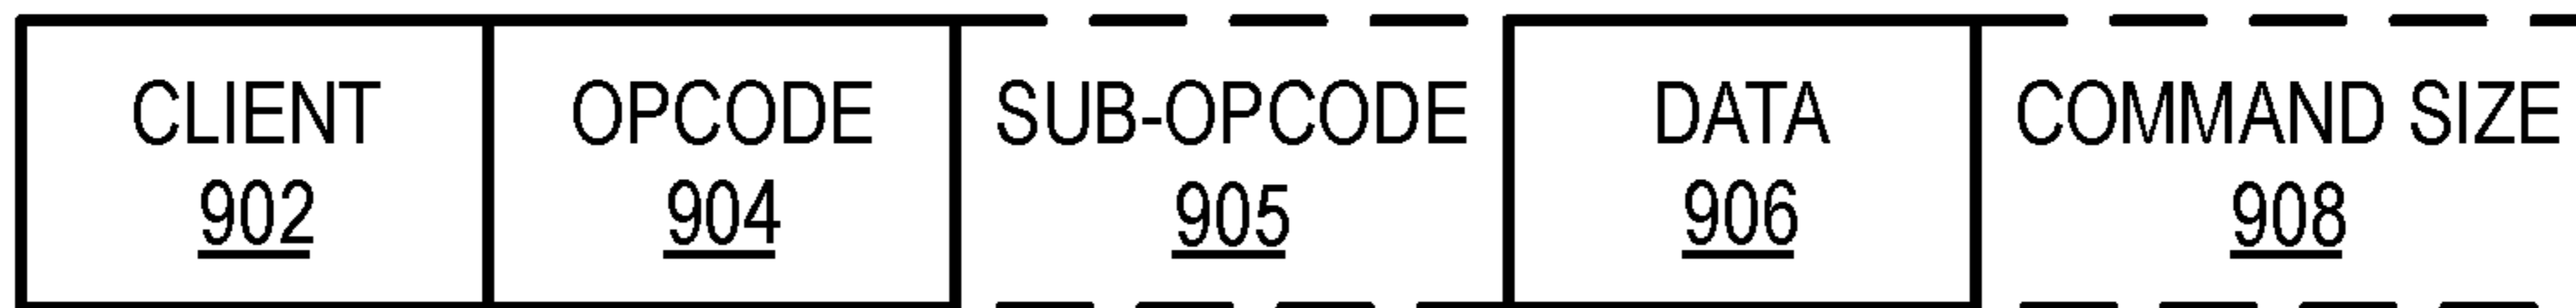 CLIENT OPCODE SUB-OPCODE DATA COMMAND SIZE
902 904 905 906 908